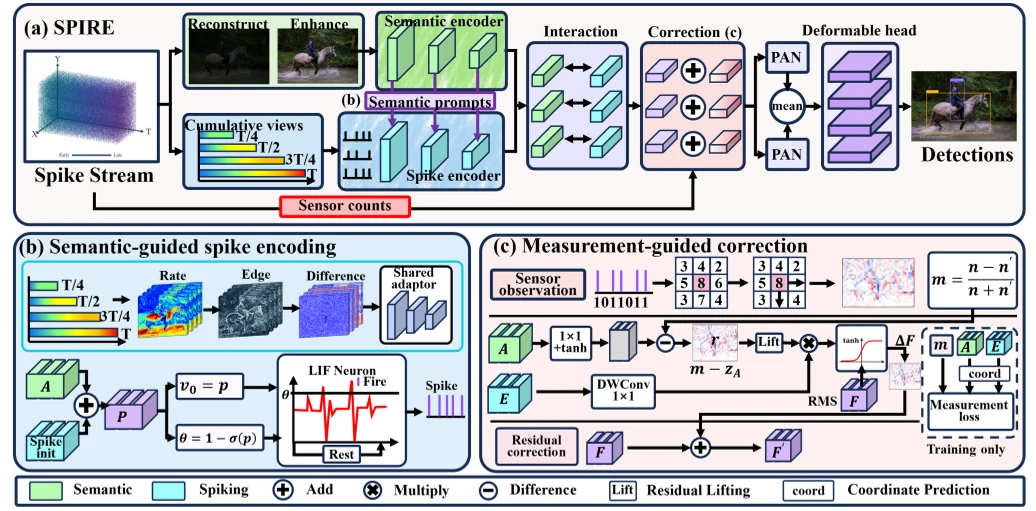 (a) SPIRE
Reconstruct Enhance
Semantic encoder
Interaction
Correction (c)
Deformable head
Y
X
T
Early Late
Spike Stream
(b) Semantic prompts
Cumulative views
T/4
T/2
3T/4
T
Spike encoder
Sensor counts
PAN
mean
PAN
Detections
(b) Semantic-guided spike encoding
T/4
T/2
3T/4
T
Rate
Edge
Difference
Shared
adaptor
A
Spike
init
P
v₀ = p
θ = 1 − σ(p)
LIF Neuron
Fire
θ
Rest
Spike
(c) Measurement-guided correction
Sensor
observation
1011011
3 4 2
5 8 6
3 7 4
3 4 2
5 8
3 4
m = n − n′ / n + n′
A
1×1
+tanh
r
m − z_A
Lift
tanh
ΔF
E
DWConv
1×1
RMS
F
m A E
coord
Measurement
loss
Training only
Residual
correction
F
F′
Semantic
Spiking
Add
Multiply
Difference
Lift Residual Lifting
coord Coordinate Prediction